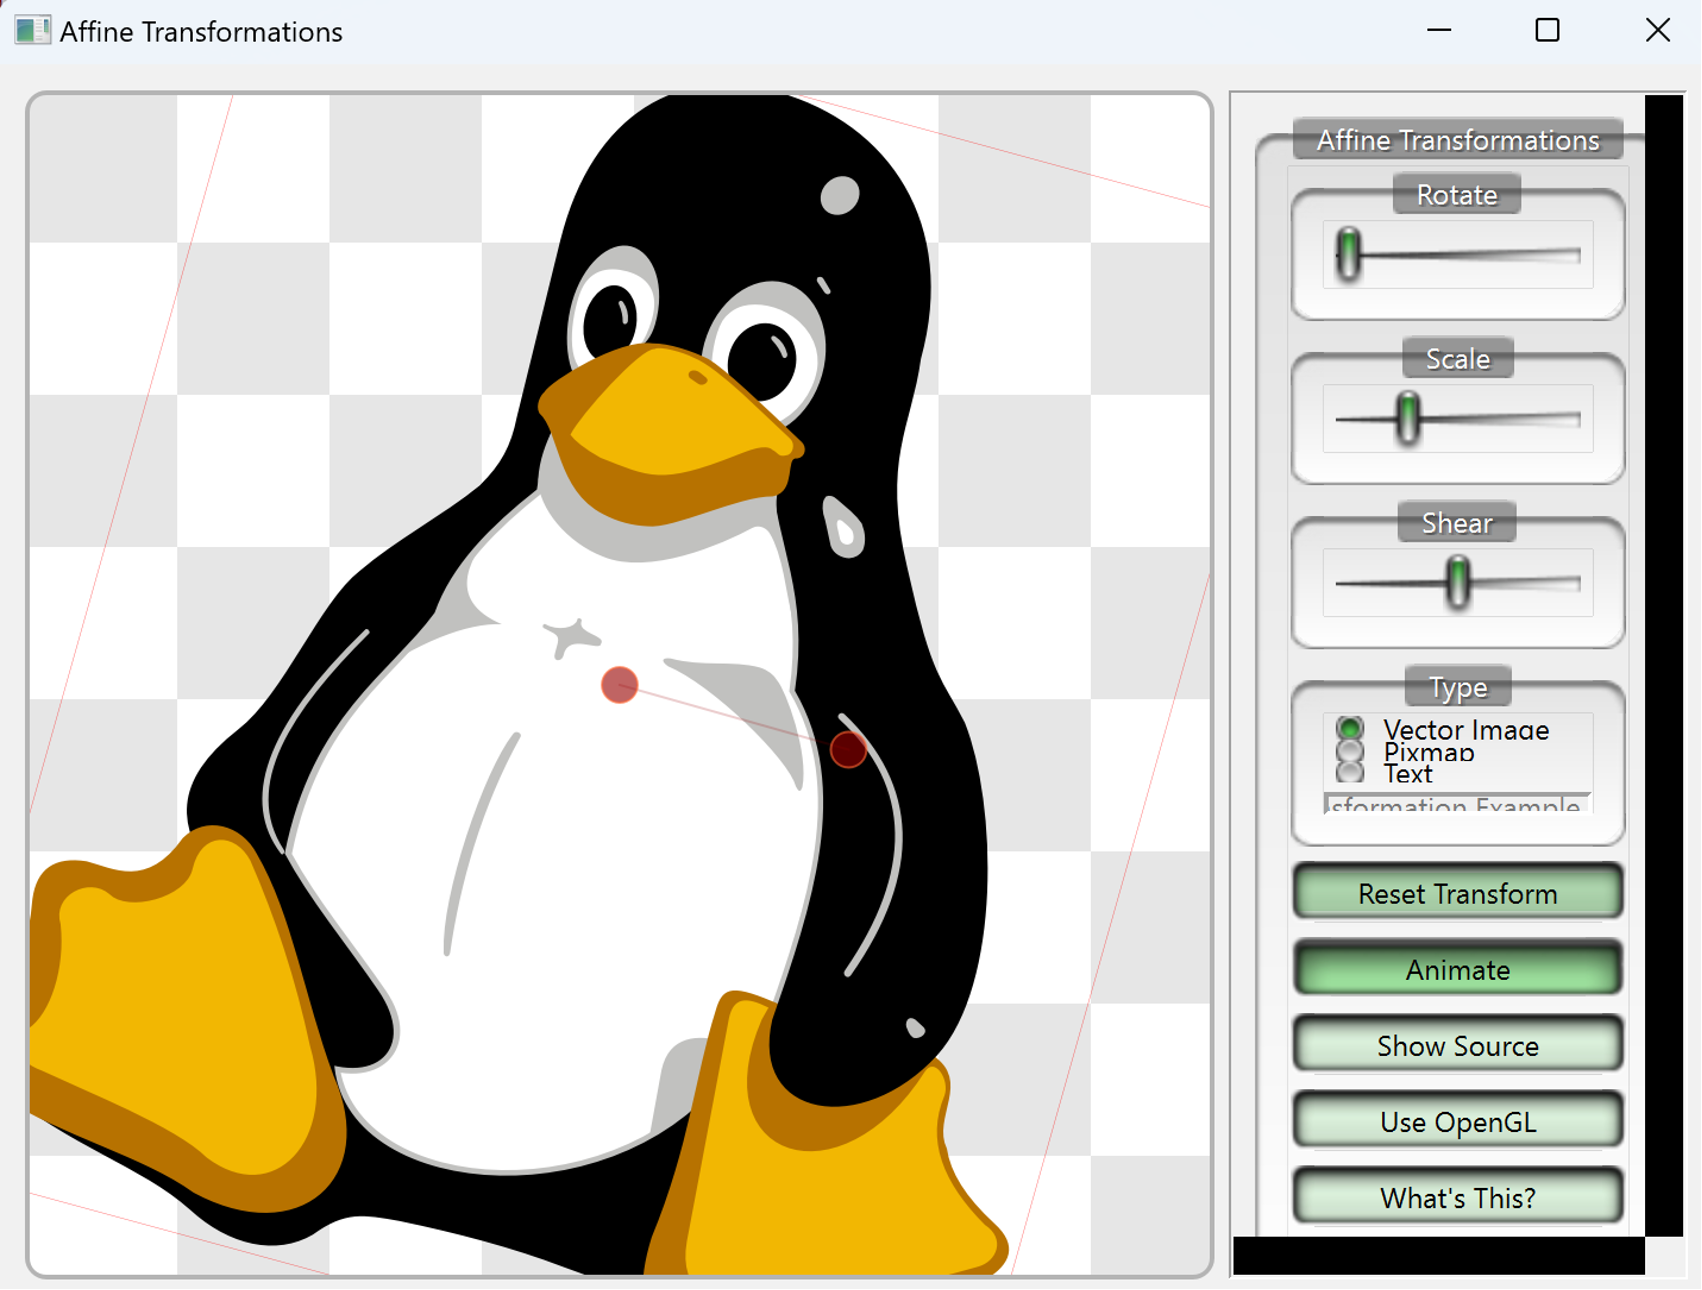 Affine Transformations
Affine Transformations
Rotate
Scale
Shear
Type
Vector Image
Pixmap
Text
sformation Example
Reset Transform
Animate
Show Source
Use OpenGL
What's This?